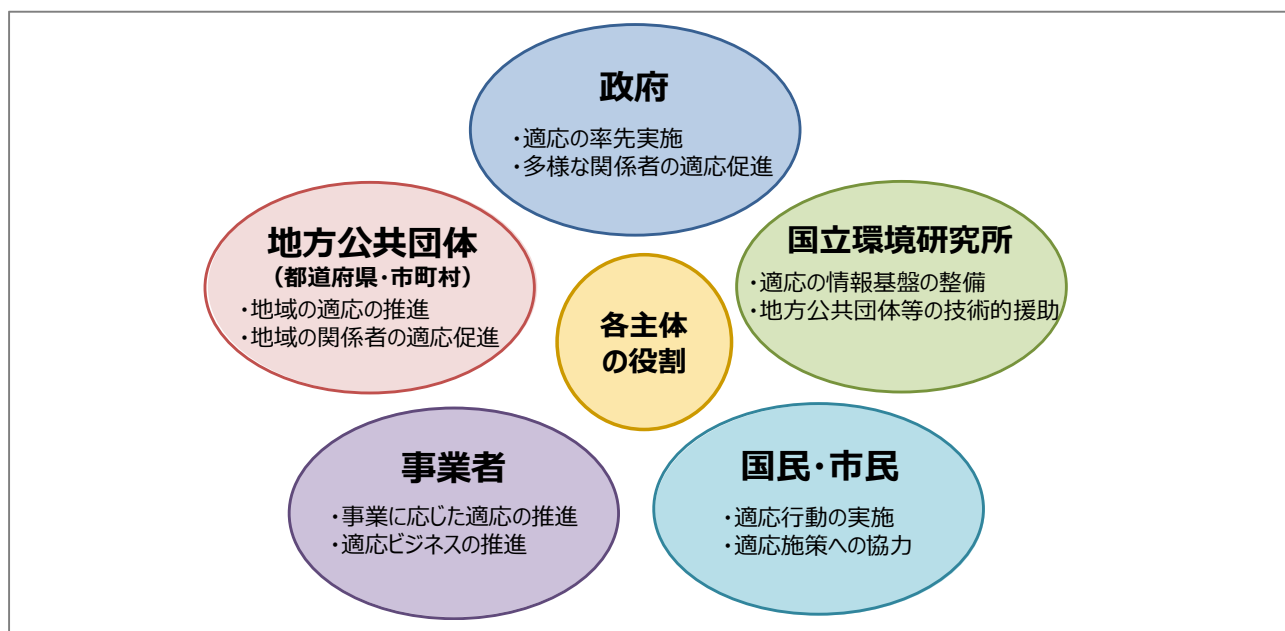 政府
・適応の率先実施
・多様な関係者の適応促進
地方公共団体
（都道府県・市町村）
・地域の適応の推進
・地域の関係者の適応促進
国立環境研究所
・適応の情報基盤の整備
・地方公共団体等の技術的援助
各主体
の役割
事業者
・事業に応じた適応の推進
・適応ビジネスの推進
国民・市民
・適応行動の実施
・適応施策への協力